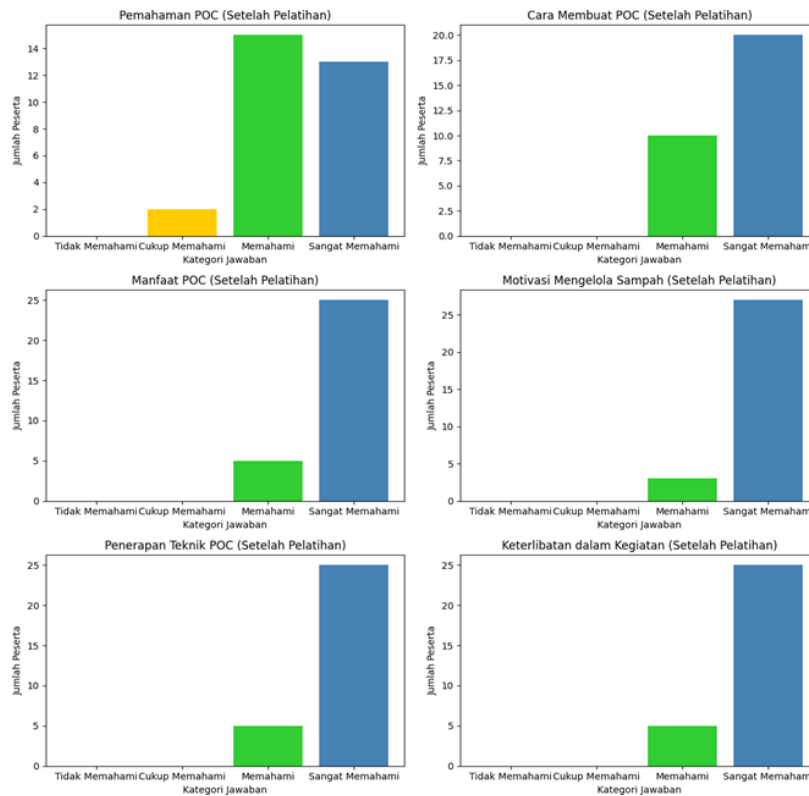 Pemahaman POC (Setelah Pelatihan)
Jumlah Peserta
14
12
10
8
6
4
2
0
Tidak Memahami Cukup Memahami Memahami Sangat Memahami
Kategori Jawaban
Cara Membuat POC (Setelah Pelatihan)
Jumlah Peserta
20.0
17.5
15.0
12.5
10.0
7.5
5.0
2.5
0.0
Tidak Memahami Cukup Memahami Memahami Sangat Memaham
Kategori Jawaban
Manfaat POC (Setelah Pelatihan)
Jumlah Peserta
25
20
15
10
5
0
Tidak Memahami Cukup Memahami Memahami Sangat Memahami
Kategori Jawaban
Motivasi Mengelola Sampah (Setelah Pelatihan)
Jumlah Peserta
25
20
15
10
5
0
Tidak Memahami Cukup Memahami Memahami Sangat Memaham
Kategori Jawaban
Penerapan Teknik POC (Setelah Pelatihan)
Jumlah Peserta
25
20
15
10
5
0
Tidak Memahami Cukup Memahami Memahami Sangat Memahami
Kategori Jawaban
Keterlibatan dalam Kegiatan (Setelah Pelatihan)
Jumlah Peserta
25
20
15
10
5
0
Tidak Memahami Cukup Memahami Memahami Sangat Memaham
Kategori Jawaban